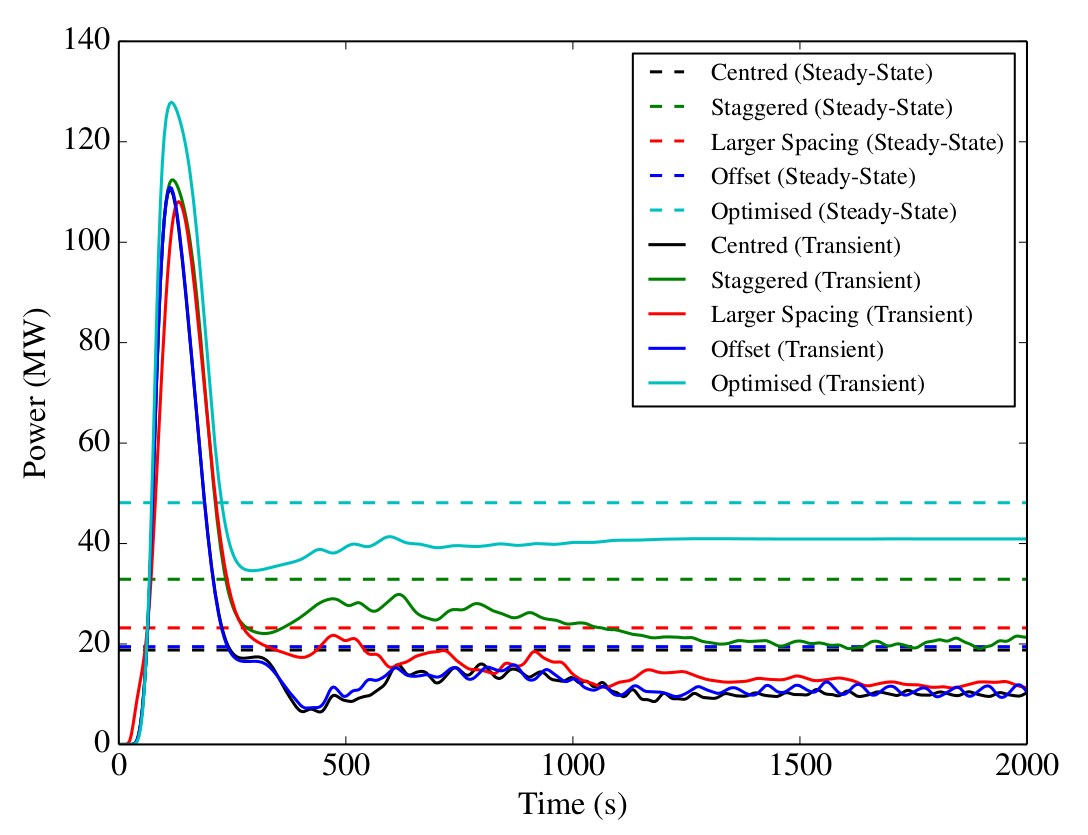 140
120
100
80
60
40
20
0
Power (MW)
Centred (Steady-State)
Staggered (Steady-State)
Larger Spacing (Steady-State)
Offset (Steady-State)
Optimised (Steady-State)
Centred (Transient)
Staggered (Transient)
Larger Spacing (Transient)
Offset (Transient)
Optimised (Transient)
0 500 1000 1500 2000
Time (s)